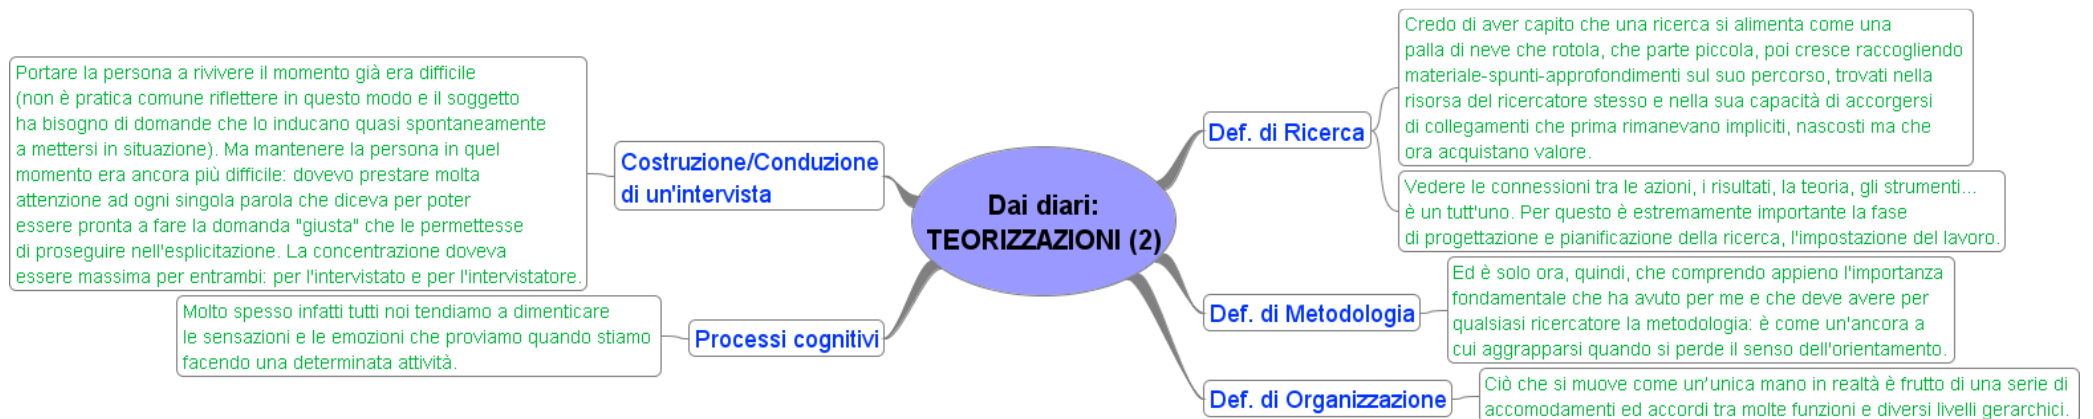 Portare la persona a rivivere il momento già era difficile
(non è pratica comune riflettere in questo modo e il soggetto
ha bisogno di domande che lo inducano quasi spontaneamente
a mettersi in situazione). Ma mantenere la persona in quel
momento era ancora più difficile: dovevo prestare molta
attenzione ad ogni singola parola che diceva per poter
essere pronta a fare la domanda "giusta" che le permettesse
di proseguire nell'esplicitazione. La concentrazione doveva
essere massima per entrambi: per l'intervistato e per l'intervistatore.
Costruzione/Conduzione
di un'intervista
Molto spesso infatti tutti noi tendiamo a dimenticare
le sensazioni e le emozioni che proviamo quando stiamo
facendo una determinata attività.
Processi cognitivi
Dai diari:
TEORIZZAZIONI (2)
Def. di Ricerca
Credo di aver capito che una ricerca si alimenta come una
palla di neve che rotola, che parte piccola, poi cresce raccogliendo
materiale-spunti-approfondimenti sul suo percorso, trovati nella
risorsa del ricercatore stesso e nella sua capacità di accorgersi
di collegamenti che prima rimanevano impliciti, nascosti ma che
ora acquistano valore.
Vedere le connessioni tra le azioni, i risultati, la teoria, gli strumenti...
è un tutt'uno. Per questo è estremamente importante la fase
di progettazione e pianificazione della ricerca, l'impostazione del lavoro.
Def. di Metodologia
Ed è solo ora, quindi, che comprendo appieno l'importanza
fondamentale che ha avuto per me e che deve avere per
qualsiasi ricercatore la metodologia: è come un'ancora a
cui aggrapparsi quando si perde il senso dell'orientamento.
Def. di Organizzazione
Ciò che si muove come un'unica mano in realtà è frutto di una serie di
accomodamenti ed accordi tra molte funzioni e diversi livelli gerarchici.